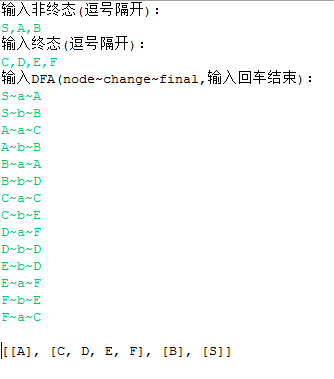 输入非终态(逗号隔开):
S,A,B
输入终态(逗号隔开):
C,D,E,F
输入DFA(node~change~final,输入回车结束):
S~a~A
S~b~B
A~a~C
A~b~B
B~a~A
B~b~D
C~a~C
C~b~E
D~a~F
D~b~D
E~b~D
E~a~F
F~b~E
F~a~C
[[A], [C, D, E, F], [B], [S]]